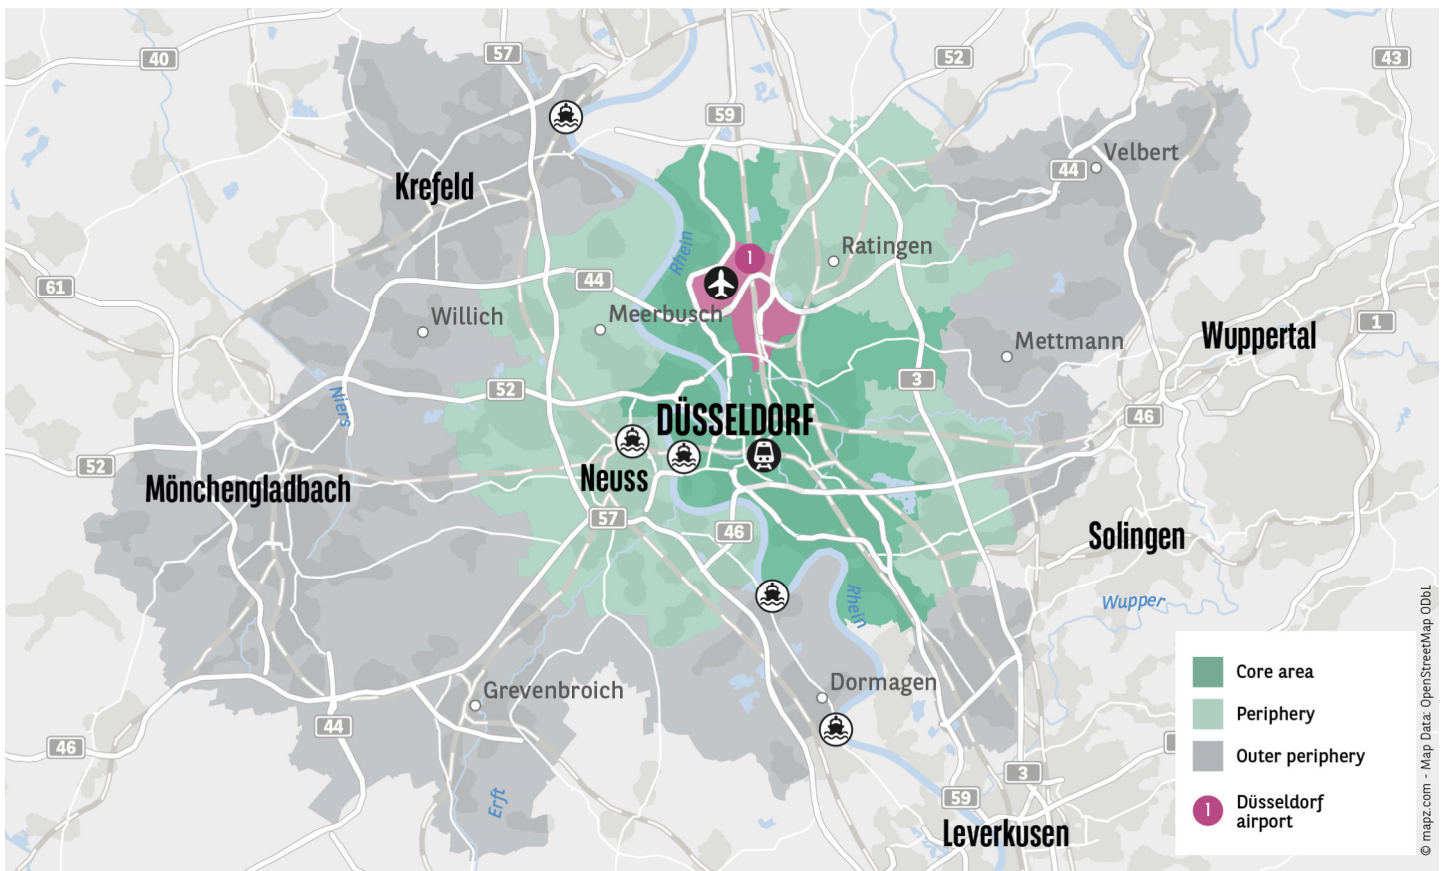 40
57
52
43
59
Velbert
44
Krefeld
Rhein
1
Ratingen
61
44
Willich
Meerbusch
1
Mettmann
Wuppertal
Niers
52
3
DÜSSELDORF
46
52
Neuss
Mönchengladbach
57
46
Solingen
Rhein
Wupper
Grevenbroich
Dormagen
44
46
Erft
3
59
Leverkusen
Core area
Periphery
Outer periphery
1
Düsseldorf
airport
© mapz.com - Map Data: OpenStreetMap ODbL